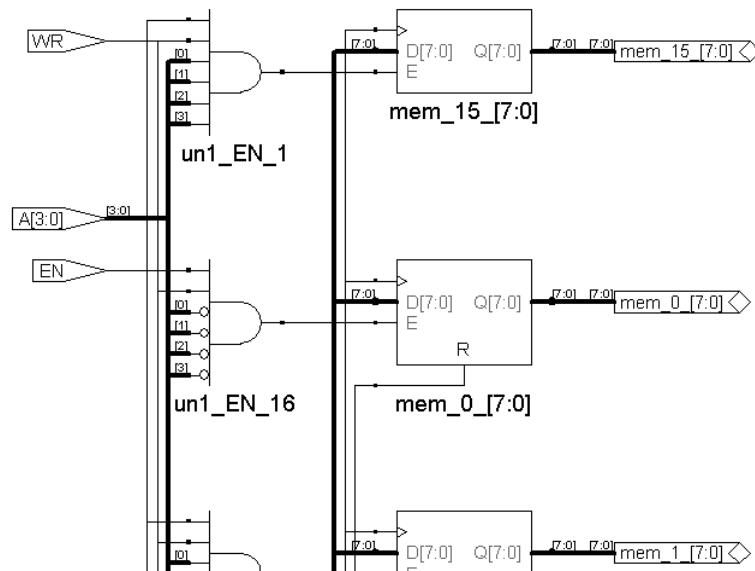 WR
[0]
[1]
[2]
[3]
un1_EN_1
[7:0]
D[7:0] Q[7:0]
E
[7:0] [7:0]
mem_15_[7:0]
mem_15_[7:0]
A[3:0]
[3:0]
EN
[0]
[1]
[2]
[3]
un1_EN_16
[7:0]
D[7:0] Q[7:0]
E
R
[7:0] [7:0]
mem_0_[7:0]
mem_0_[7:0]
[0]
[7:0]
D[7:0] Q[7:0]
[7:0] [7:0]
mem_1_[7:0]